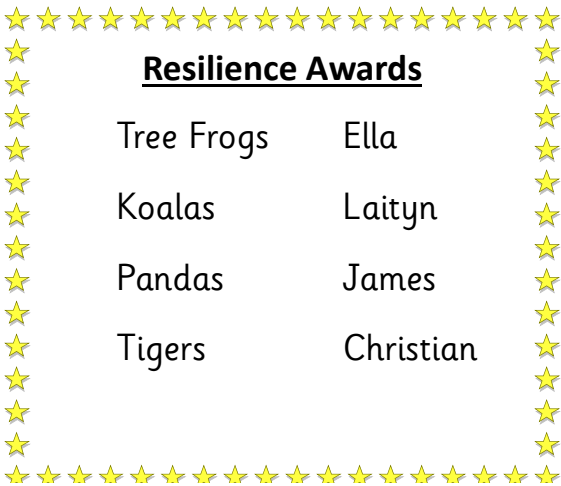 Resilience Awards
Tree Frogs Ella
Koalas Laityn
Pandas James
Tigers Christian